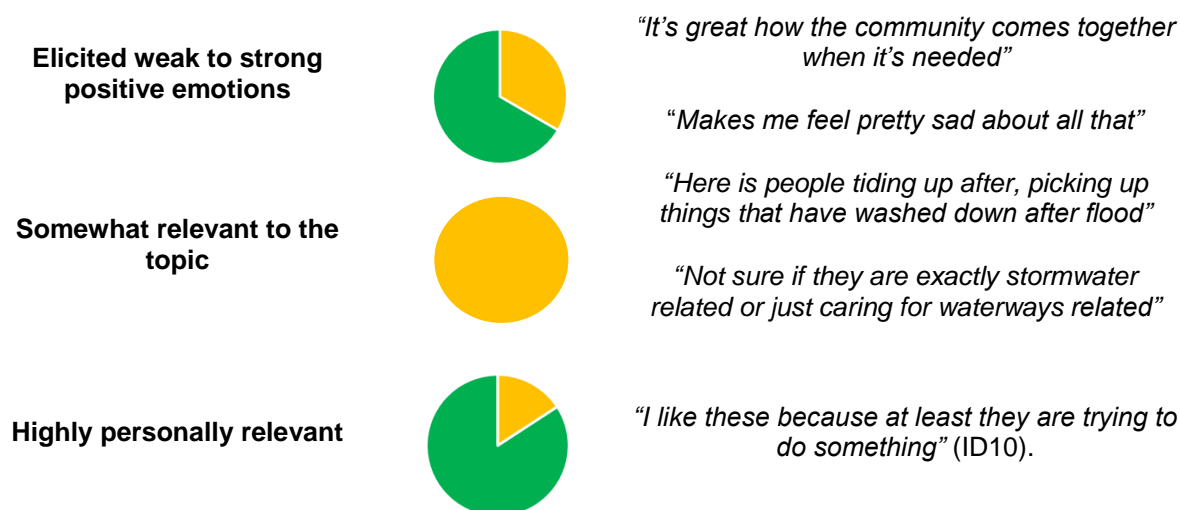 Elicited weak to strong
positive emotions
“It’s great how the community comes together
when it’s needed”
“Makes me feel pretty sad about all that”
“Here is people tiding up after, picking up
things that have washed down after flood”
Somewhat relevant to the
topic
“Not sure if they are exactly stormwater
related or just caring for waterways related”
Highly personally relevant
“I like these because at least they are trying to
do something” (ID10).